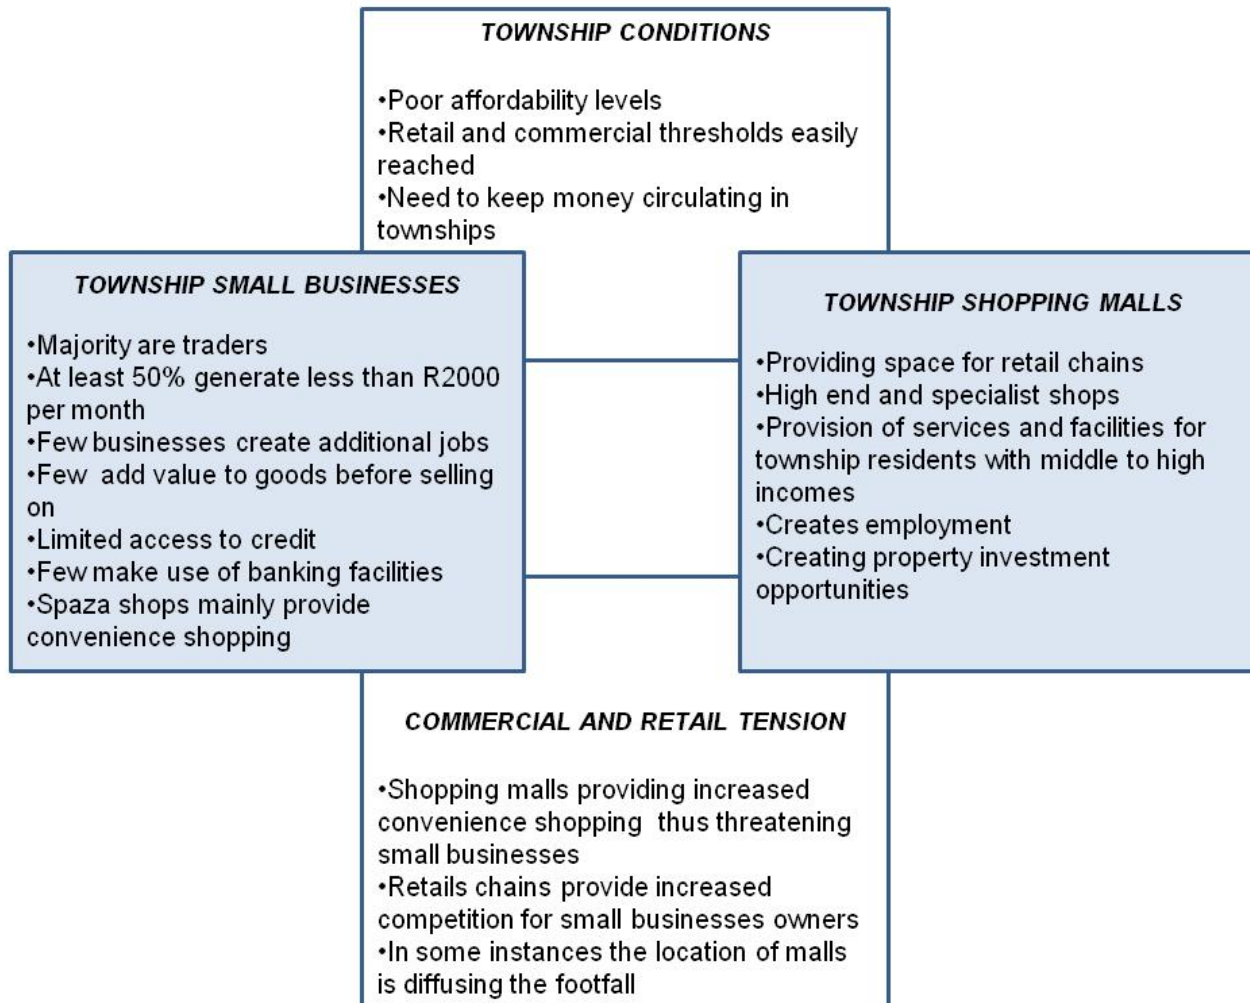 TOWNSHIP CONDITIONS
•Poor affordability levels
•Retail and commercial thresholds easily
reached
•Need to keep money circulating in
townships
TOWNSHIP SMALL BUSINESSES
•Majority are traders
•At least 50% generate less than R2000
per month
•Few businesses create additional jobs
•Few  add value to goods before selling
on
•Limited access to credit
•Few make use of banking facilities
•Spaza shops mainly provide
convenience shopping
TOWNSHIP SHOPPING MALLS
•Providing space for retail chains
•High end and specialist shops
•Provision of services and facilities for
township residents with middle to high
incomes
•Creates employment
•Creating property investment
opportunities
COMMERCIAL AND RETAIL TENSION
•Shopping malls providing increased
convenience shopping  thus threatening
small businesses
•Retails chains provide increased
competition for small businesses owners
•In some instances the location of malls
is diffusing the footfall